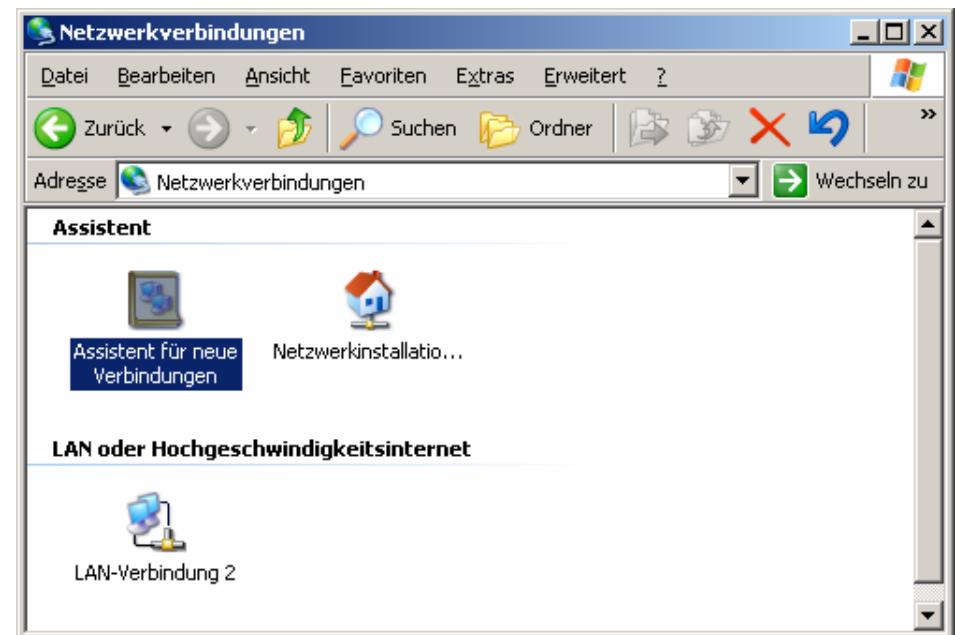 Netzwerkverbindungen
Datei Bearbeiten Ansicht Favoriten Extras Erweitert ?
Zurück Suchen Ordner »
Adresse Netzwerkverbindungen Wechseln zu
Assistent
Assistent für neue Verbindungen
Netzwerkinstallatio...
LAN oder Hochgeschwindigkeitsinternet
LAN-Verbindung 2